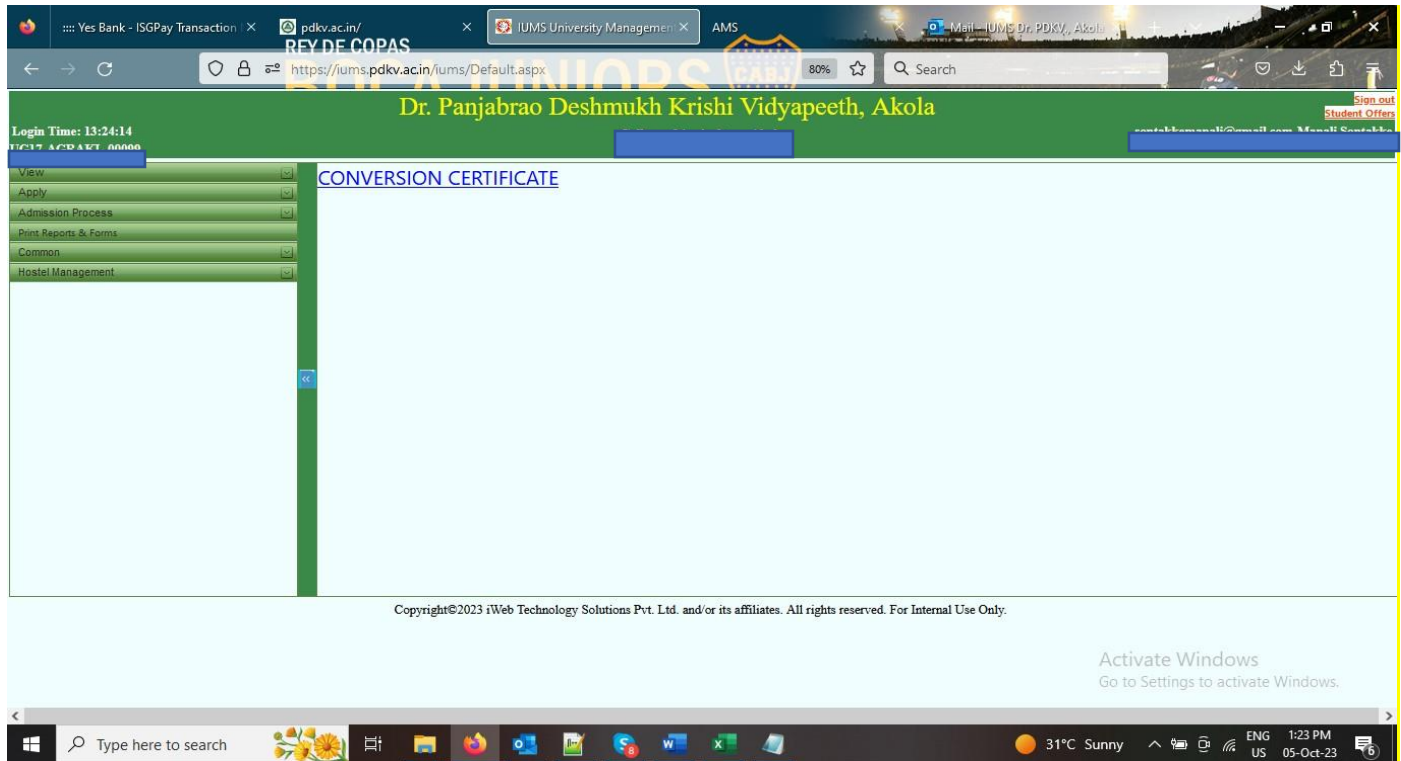 :::: Yes Bank - ISGPay Transaction
pdkv.ac.in/
IUMS University Management
AMS
Mail - IUMS Dr. PDKV, Akola
REY DE COPAS
https://iums.pdkv.ac.in/iums/Default.aspx
80%
Search
BOCA JUNIORS
CABJ
Dr. Panjabrao Deshmukh Krishi Vidyapeeth, Akola
Sign out
Student Offers
Login Time: 13:24:14
View
CONVERSION CERTIFICATE
Apply
Admission Process
Print Reports & Forms
Common
Hostel Management
Copyright©2023 iWeb Technology Solutions Pvt. Ltd. and/or its affiliates. All rights reserved. For Internal Use Only.
Activate Windows
Go to Settings to activate Windows.
Type here to search
31°C Sunny
ENG
US
1:23 PM
05-Oct-23
6